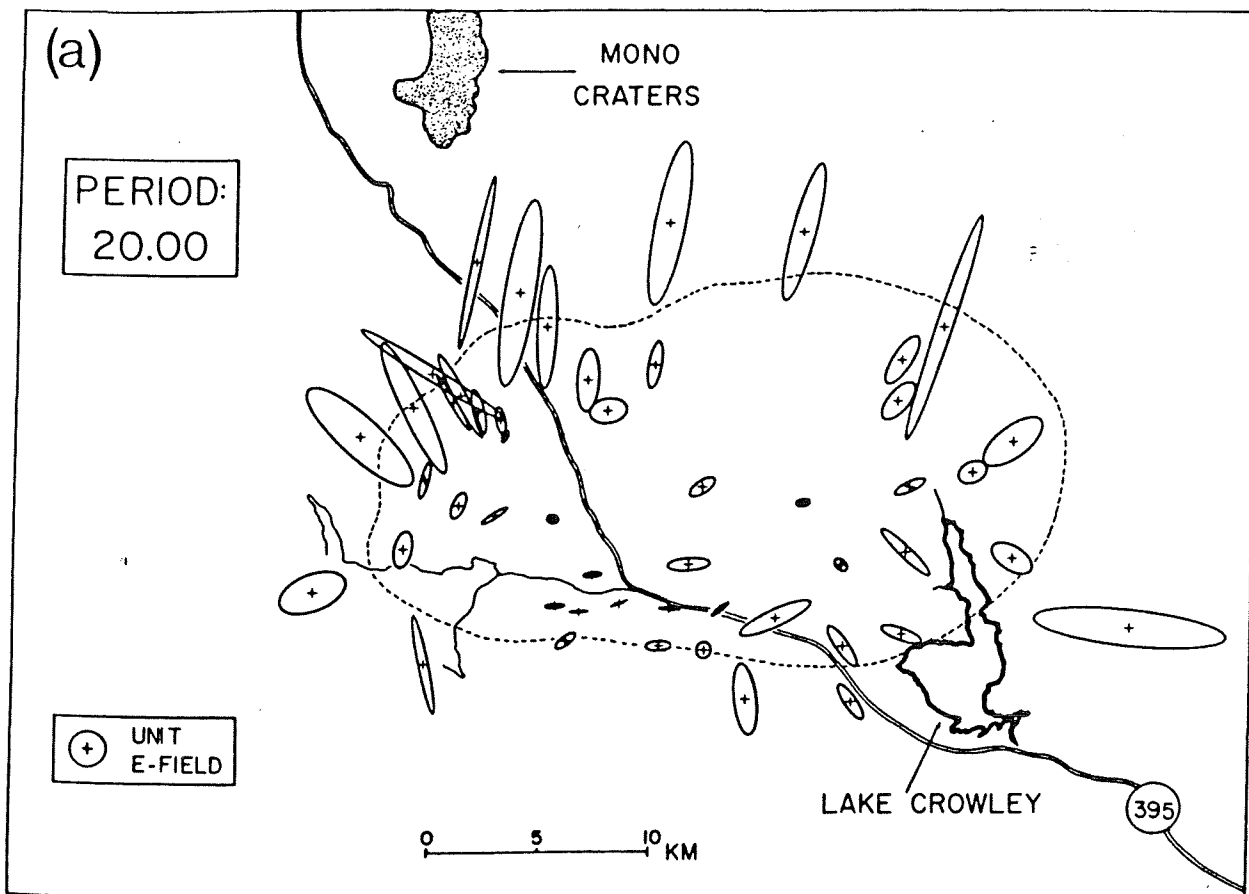 (a)
MONO
CRATERS
PERIOD:
20.00
UNIT
E-FIELD
LAKE CROWLEY
395
0 5 10 KM